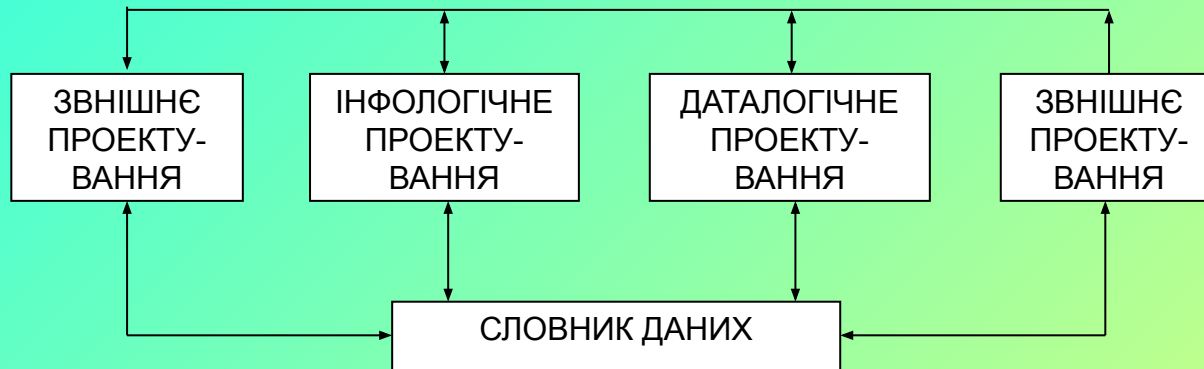 ЗВНІШНЄ
ПРОЕКТУ-
ВАННЯ
ІНФОЛОГІЧНЕ
ПРОЕКТУ-
ВАННЯ
ДАТАЛОГІЧНЕ
ПРОЕКТУ-
ВАННЯ
ЗВНІШНЄ
ПРОЕКТУ-
ВАННЯ
СЛОВНИК ДАНИХ